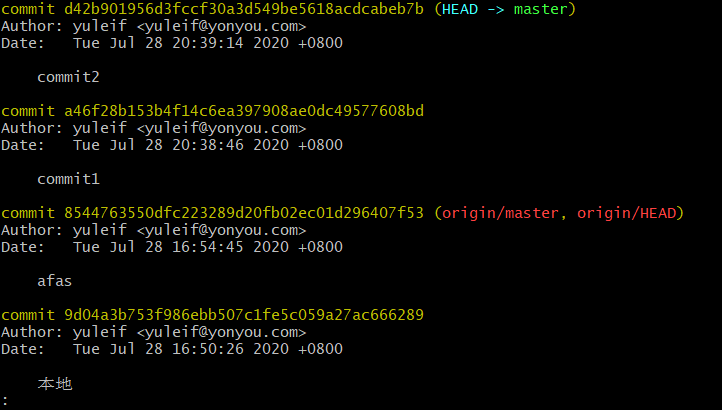 commit d42b901956d3fccf30a3d549be5618acdcabeb7b (HEAD -> master)
Author: yuleif <yuleif@yonyou.com>
Date:   Tue Jul 28 20:39:14 2020 +0800
    commit2
commit a46f28b153b4f14c6ea397908ae0dc49577608bd
Author: yuleif <yuleif@yonyou.com>
Date:   Tue Jul 28 20:38:46 2020 +0800
    commit1
commit 8544763550dfc223289d20fb02ec01d296407f53 (origin/master, origin/HEAD)
Author: yuleif <yuleif@yonyou.com>
Date:   Tue Jul 28 16:54:45 2020 +0800
    afas
commit 9d04a3b753f986ebb507c1fe5c059a27ac666289
Author: yuleif <yuleif@yonyou.com>
Date:   Tue Jul 28 16:50:26 2020 +0800
    本地
: